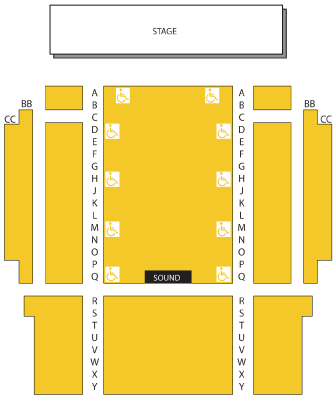 STAGE
A A
BB B B BB
CC C C CC
D D
E E
F F
G G
H H
J J
K K
L L
M M
N N
O O
P P
Q SOUND Q
R R
S S
T T
U U
V V
W W
X X
Y Y